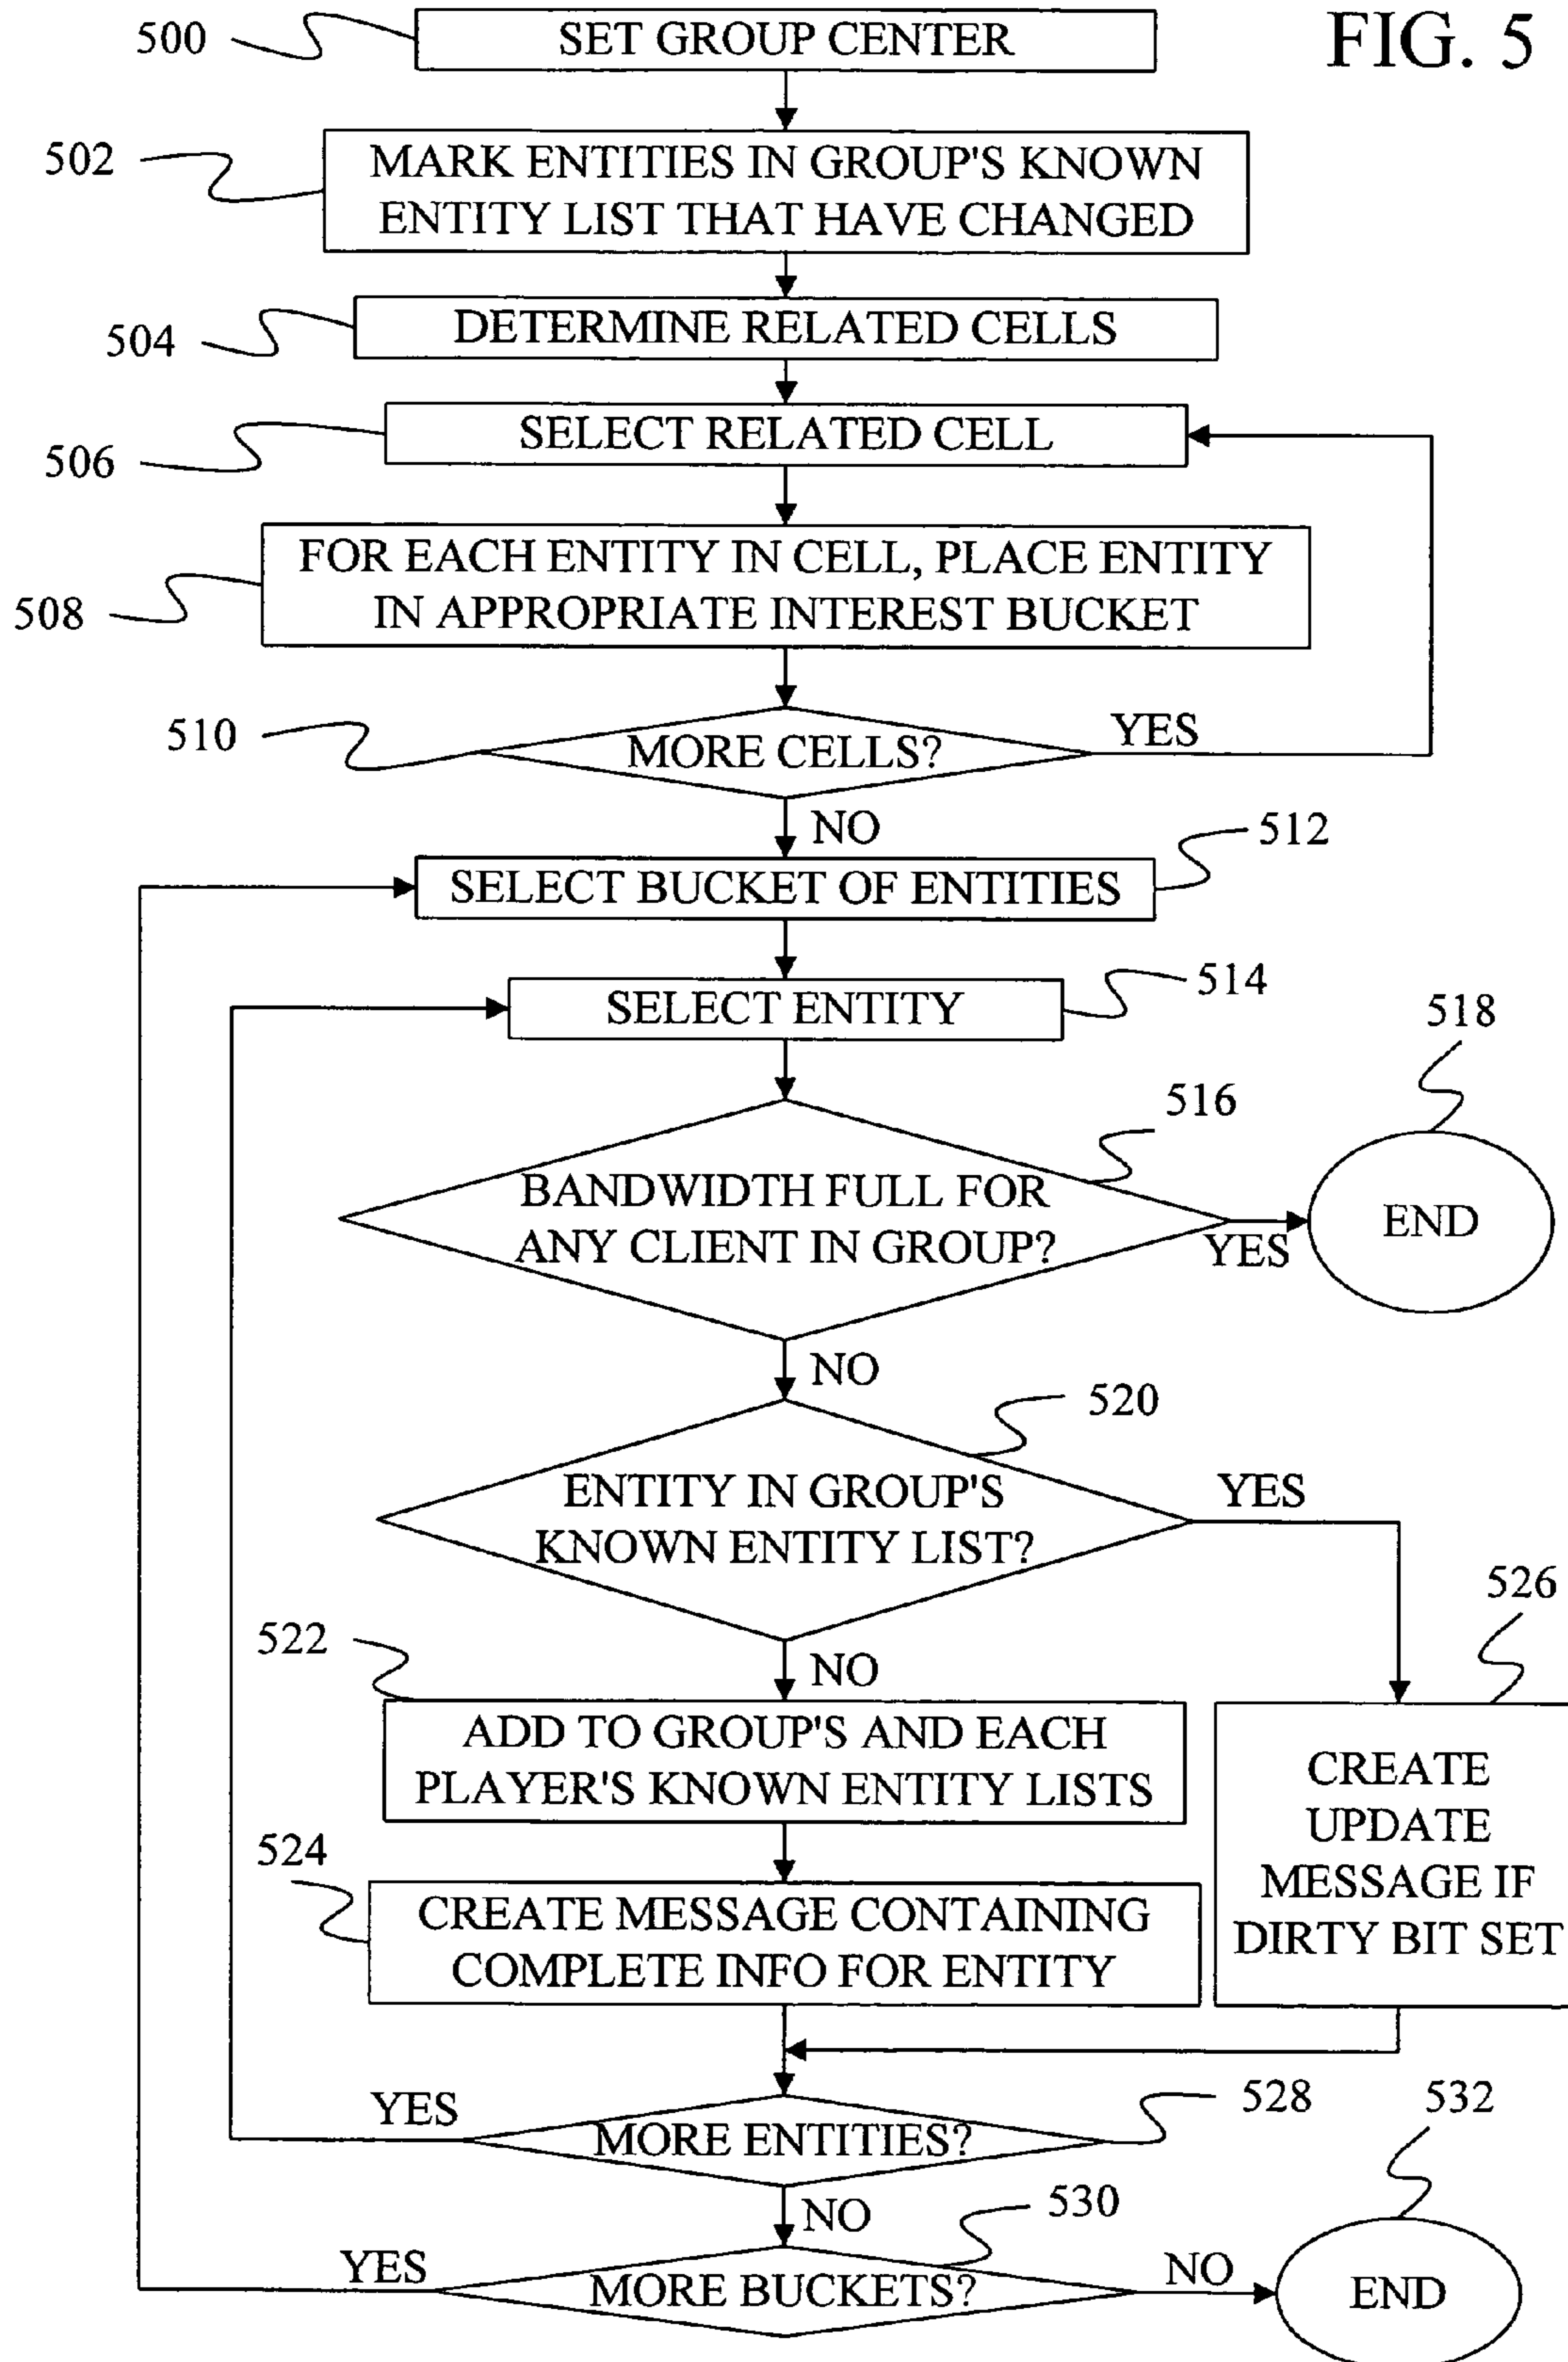 FIG. 5
500
SET GROUP CENTER
502
MARK ENTITIES IN GROUP'S KNOWN
ENTITY LIST THAT HAVE CHANGED
504
DETERMINE RELATED CELLS
506
SELECT RELATED CELL
508
FOR EACH ENTITY IN CELL, PLACE ENTITY
IN APPROPRIATE INTEREST BUCKET
510
MORE CELLS?
YES
NO
512
SELECT BUCKET OF ENTITIES
514
SELECT ENTITY
516
BANDWIDTH FULL FOR
ANY CLIENT IN GROUP?
YES
518
END
NO
520
ENTITY IN GROUP'S
KNOWN ENTITY LIST?
YES
NO
522
ADD TO GROUP'S AND EACH
PLAYER'S KNOWN ENTITY LISTS
524
CREATE MESSAGE CONTAINING
COMPLETE INFO FOR ENTITY
526
CREATE
UPDATE
MESSAGE IF
DIRTY BIT SET
528
MORE ENTITIES?
YES
NO
530
MORE BUCKETS?
YES
NO
532
END